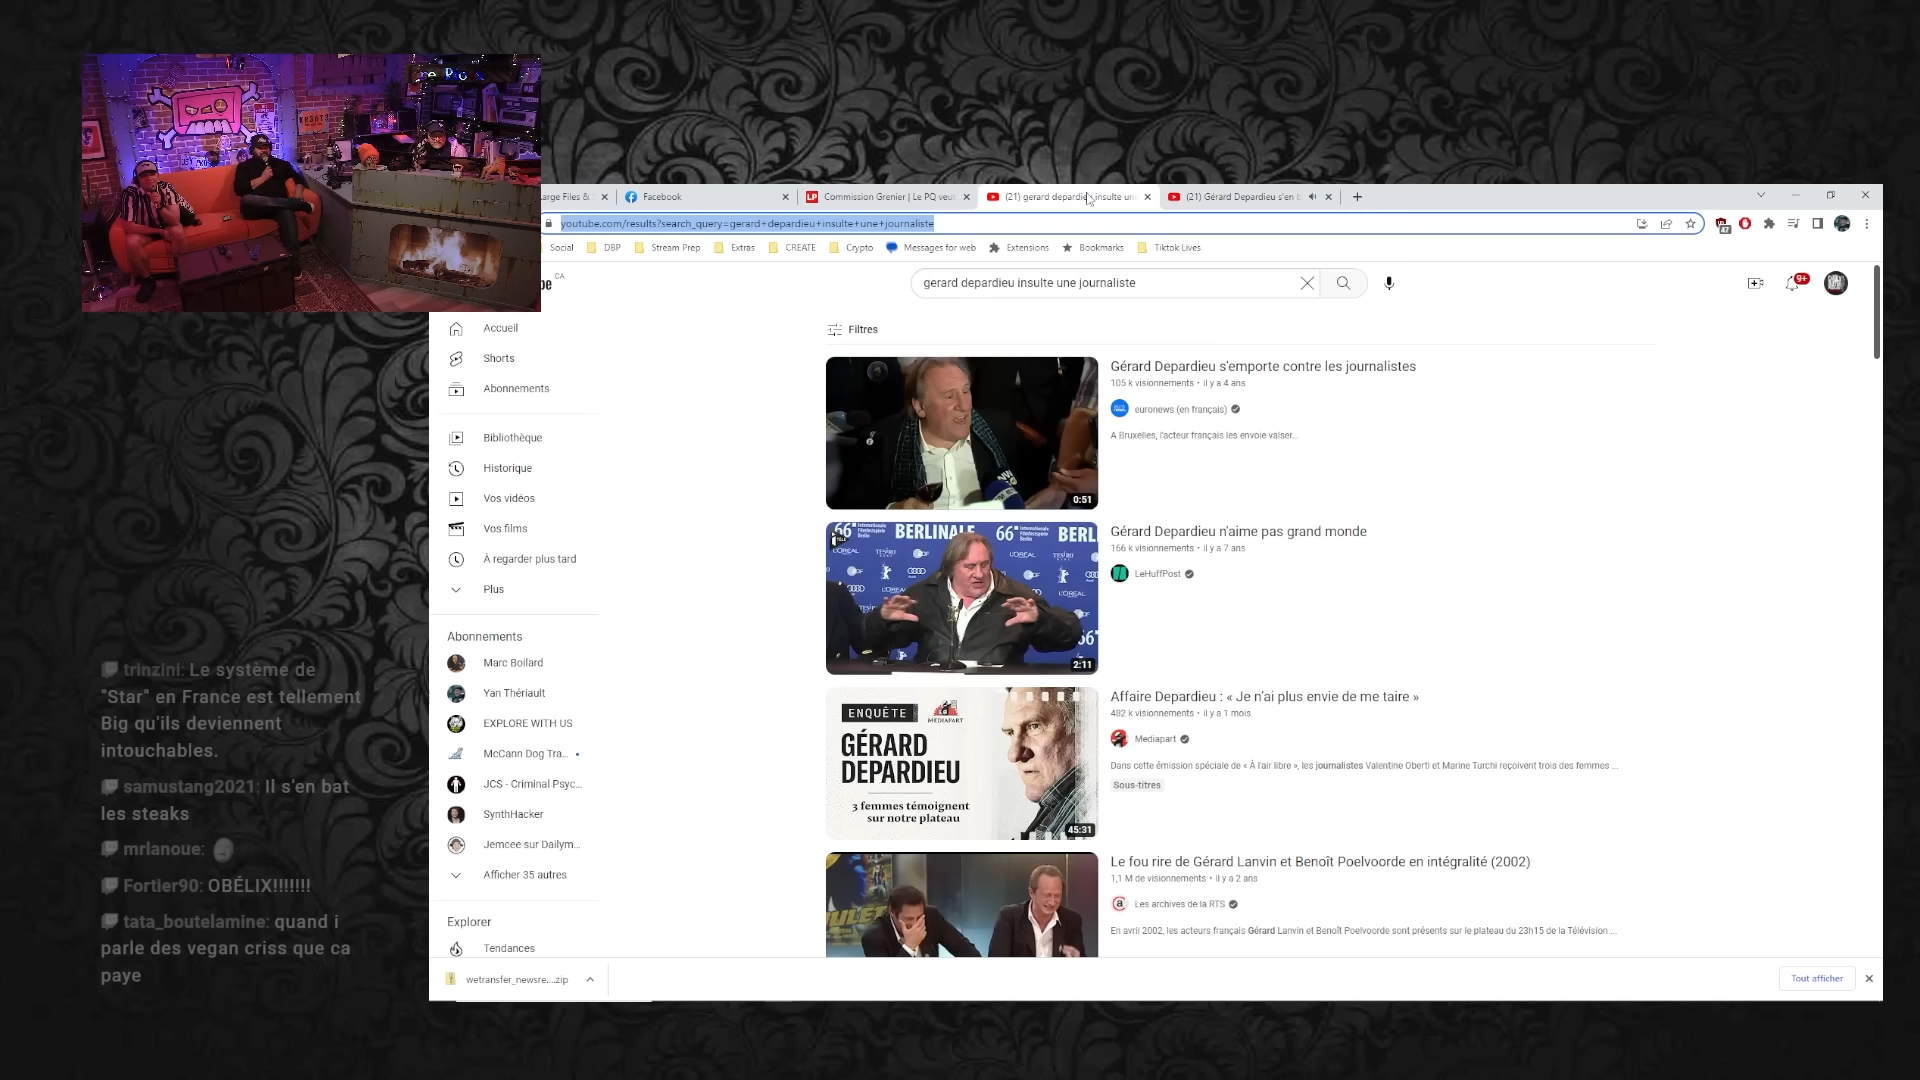 Facebook
Commission Grenier | Le PQ veu
(21) gerard depardieu insulte un
(21) Gérard Depardieu s'en b
youtube.com/results?search_query=gerard+depardieu+insulte+une+journaliste
47
Social
DBP
Stream Prep
Extras
CREATE
Crypto
Messages for web
Extensions
Bookmarks
Tiktok Lives
be CA
gerard depardieu insulte une journaliste
9+
Accueil
Shorts
Abonnements
Bibliothèque
Historique
Vos vidéos
Vos films
À regarder plus tard
Plus
Abonnements
Marc Boilard
Yan Thériault
EXPLORE WITH US
McCann Dog Tra...
JCS - Criminal Psyc...
SynthHacker
Jemcee sur Dailym...
Afficher 35 autres
Explorer
Tendances
Filtres
0:51
Gérard Depardieu s'emporte contre les journalistes
105 k visionnements • il y a 4 ans
euronews (en français)
A Bruxelles, l'acteur français les envoie valser...
66 BERLINALE 66 BERL
L'OREAL
2:11
Gérard Depardieu n'aime pas grand monde
166 k visionnements • il y a 7 ans
LeHuffPost
ENQUÊTE
MEDIAPART
GÉRARD
DEPARDIEU
3 femmes témoignent
sur notre plateau
45:31
Affaire Depardieu : « Je n'ai plus envie de me taire »
482 k visionnements • il y a 1 mois
Mediapart
Dans cette émission spéciale de « À l'air libre », les journalistes Valentine Oberti et Marine Turchi reçoivent trois des femmes ...
Sous-titres
Le fou rire de Gérard Lanvin et Benoît Poelvoorde en intégralité (2002)
1,1 M de visionnements • il y a 2 ans
Les archives de la RTS
En avril 2002, les acteurs français Gérard Lanvin et Benoît Poelvoorde sont présents sur le plateau du 23h15 de la Télévision ...
wetransfer_newsre....zip
Tout afficher
trinzini: Le système de
"Star" en France est tellement
Big qu'ils deviennent
intouchables.
samustang2021: Il s'en bat
les steaks
mrlanoue:
Fortier90: OBÉLIX!!!!!!!
tata_boutelamine: quand i
parle des vegan criss que ca
paye